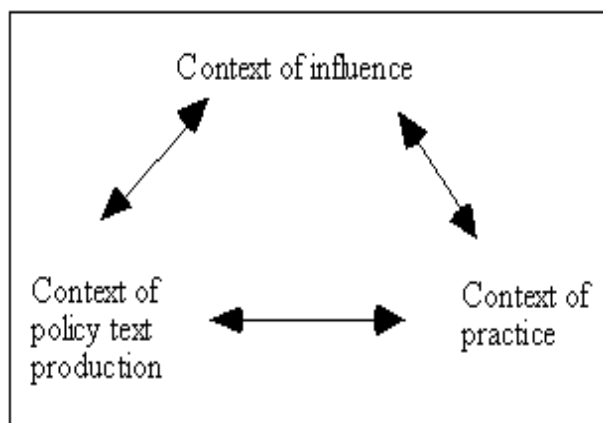 Context of influence
Context of
policy text
production
Context of
practice